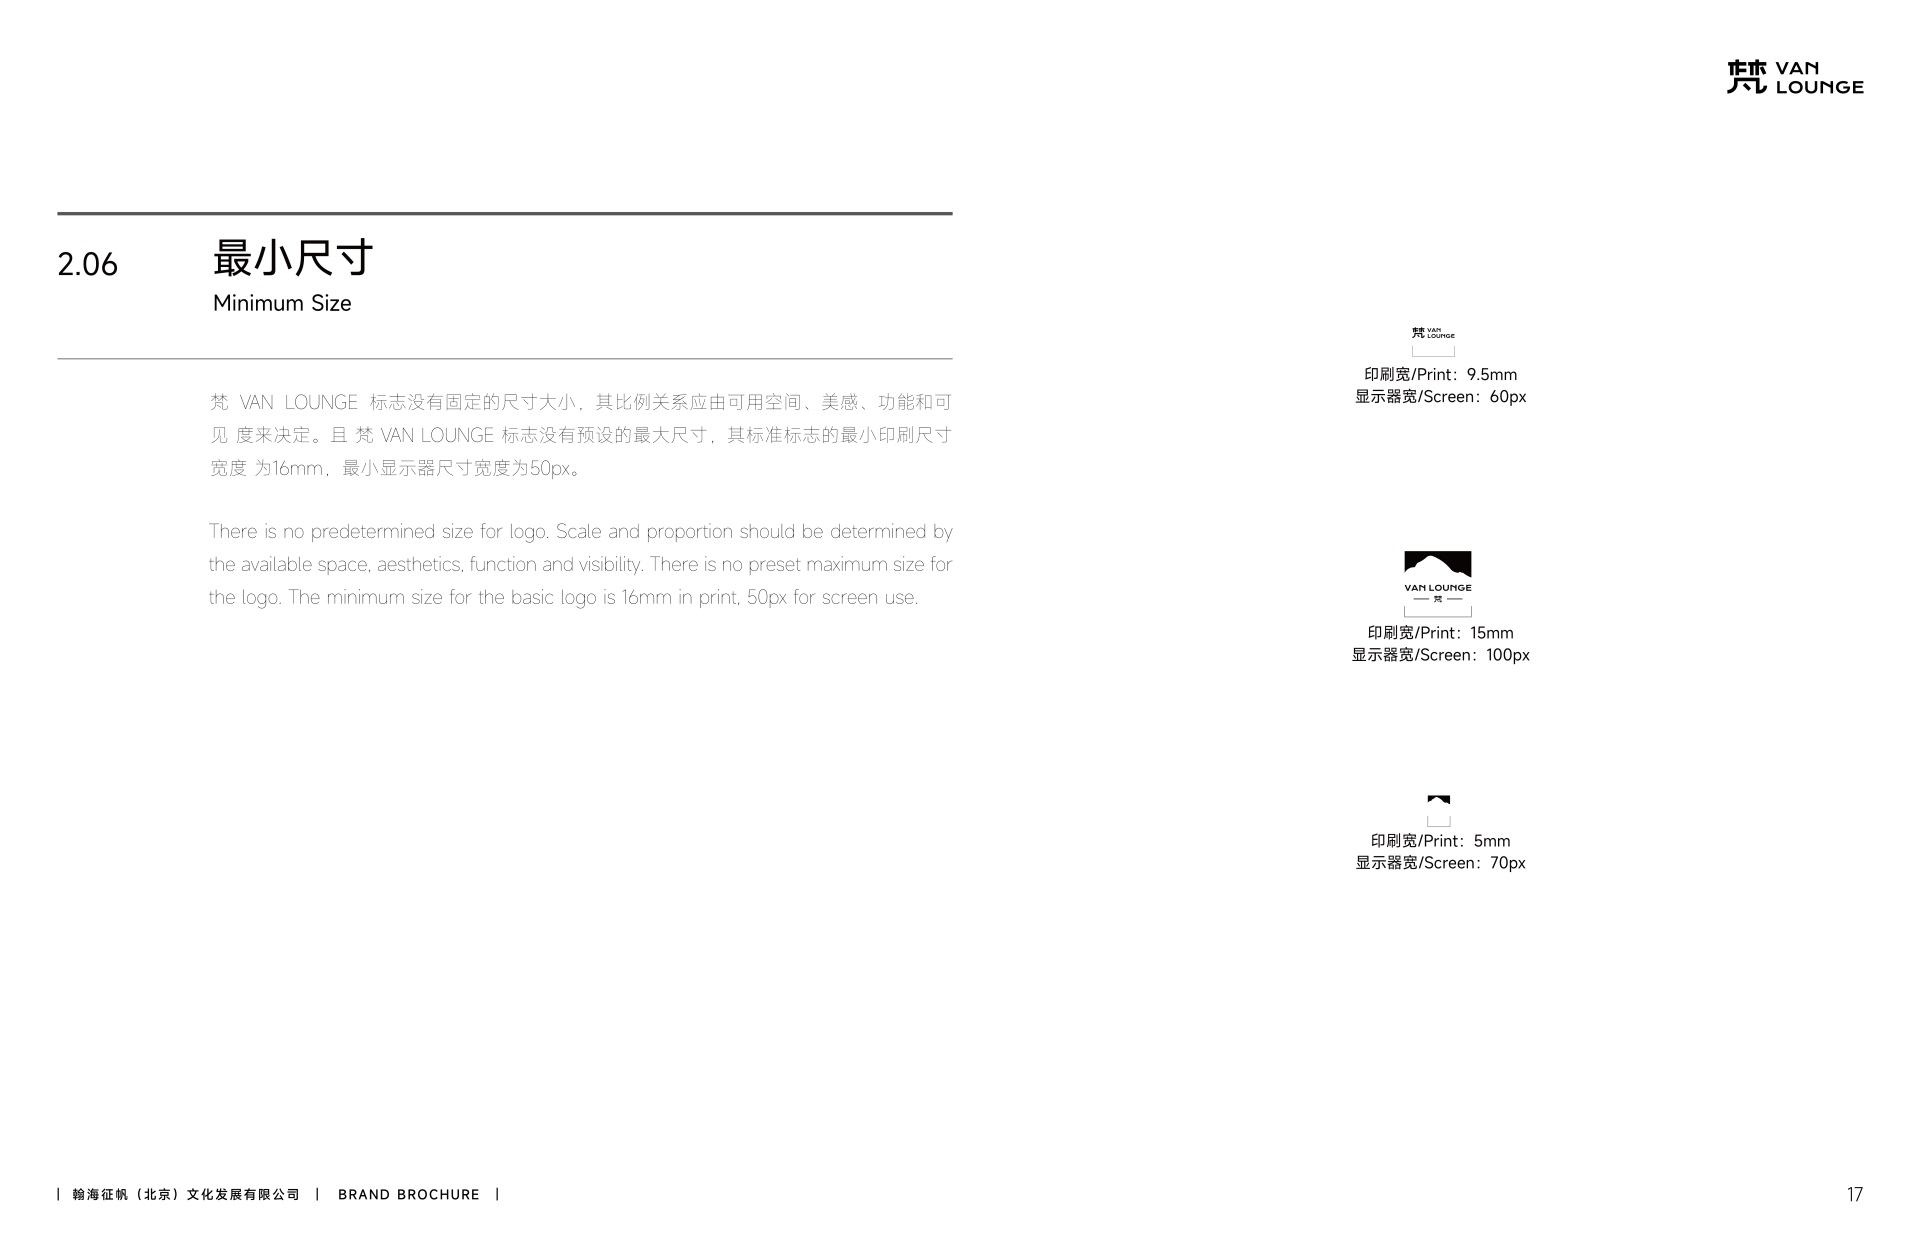 梵 VAN
LOUNGE
2.06
最小尺寸
Minimum Size
梵 VAN LOUNGE 标志没有固定的尺寸大小，其比例关系应由可用空间、美感、功能和可
见 度来决定。且 梵 VAN LOUNGE 标志没有预设的最大尺寸，其标准标志的最小印刷尺寸
宽度 为16mm，最小显示器尺寸宽度为50px。
There is no predetermined size for logo. Scale and proportion should be determined by
the available space, aesthetics, function and visibility. There is no preset maximum size for
the logo. The minimum size for the basic logo is 16mm in print, 50px for screen use.
梵 VAN
LOUNGE
印刷宽/Print：9.5mm
显示器宽/Screen：60px
VAN LOUNGE
梵
印刷宽/Print：15mm
显示器宽/Screen：100px
印刷宽/Print：5mm
显示器宽/Screen：70px
| 翰海征帆（北京）文化发展有限公司 | BRAND BROCHURE |
17